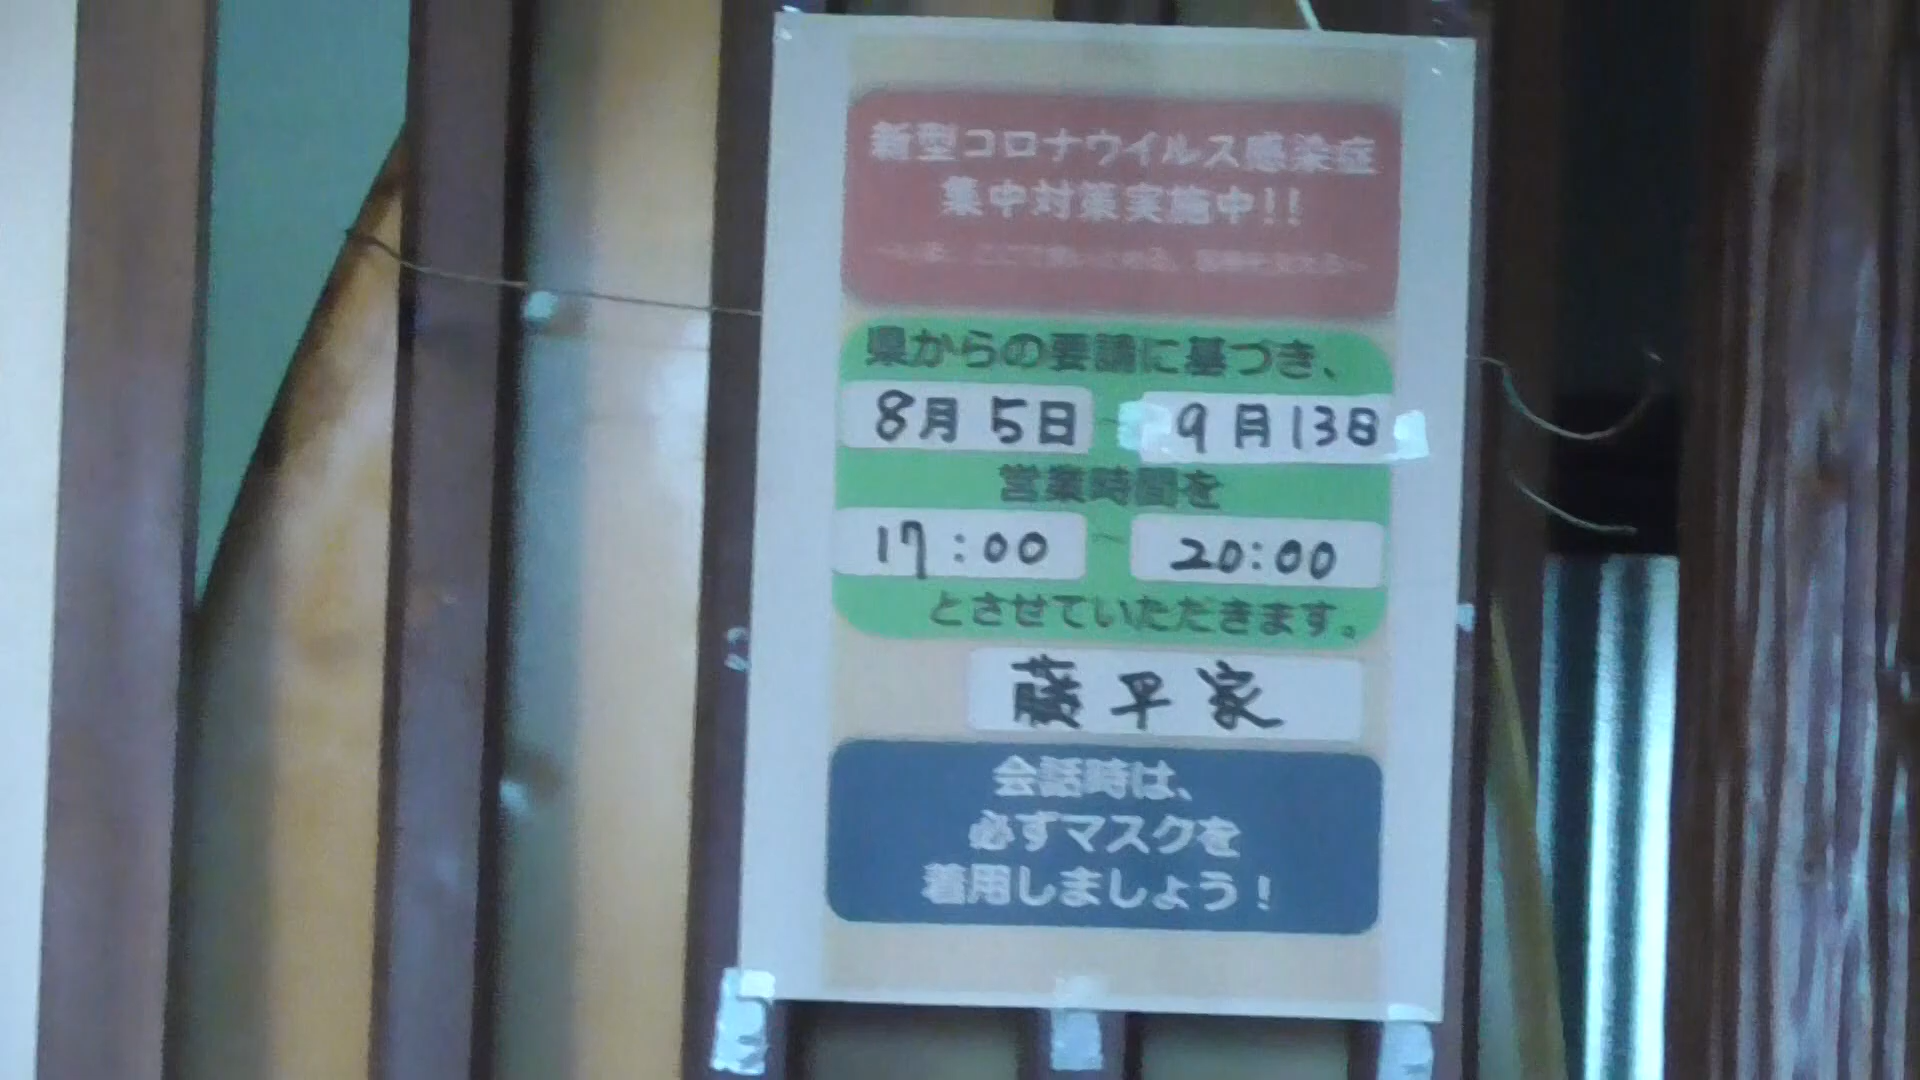 新型コロナウイルス感染症
集中対策実施中!!
県からの要請に基づき、
8月5日 ~ 9月13日
営業時間を
17:00 ~ 20:00
とさせていただきます。
藤平家
会話時は、
必ずマスクを
着用しましょう!